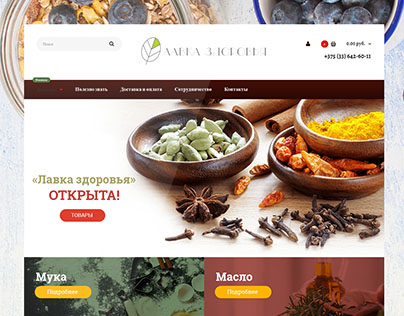 Поиск
ЛАВКА ЗДОРОВЬЯ
0
0.00 руб.
+375 (33) 642-60-11
Полезно знать
Доставка и оплата
Сотрудничество
Контакты
«Лавка здоровья»
ОТКРЫТА!
ТОВАРЫ
Мука
Подробнее
Масло
Подробнее